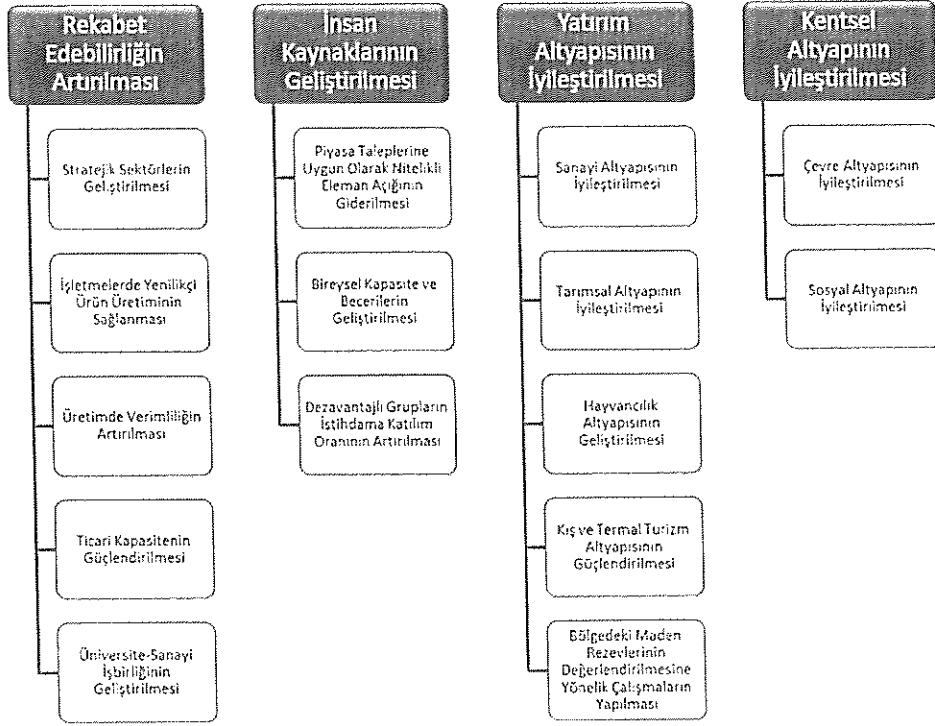 Rekabet
Edebilirliğin
Artırılması
Stratejik Sektörlerin
Geliştirilmesi
İşletmelerde Yenilikçi
Ürün Üretiminin
Sağlanması
Üretimde Verimliliğin
Artırılması
Ticari Kapasitenin
Güçlendirilmesi
Üniversite-Sanayi
İşbirliğinin
Geliştirilmesi
İnsan
Kaynaklarının
Geliştirilmesi
Piyasa Taleplerine
Uygun Olarak Nitelikli
Eleman Açığının
Giderilmesi
Bireysel Kapasite ve
Becerilerin
Geliştirilmesi
Dezavantajlı Grupların
İstihdama Katılım
Oranının Artırılması
Yatırım
Altyapısının
İyileştirilmesi
Sanayi Altyapısının
İyileştirilmesi
Tarımsal Altyapının
İyileştirilmesi
Hayvancılık
Altyapısının
Geliştirilmesi
Kış ve Termal Turizm
Altyapısının
Güçlendirilmesi
Bölgedeki Maden
Rezevlerinin
Değerlendirilmesine
Yönelik Çalışmaların
Yapılması
Kentsel
Altyapının
İyileştirilmesi
Çevre Altyapısının
İyileştirilmesi
Sosyal Altyapının
İyileştirilmesi